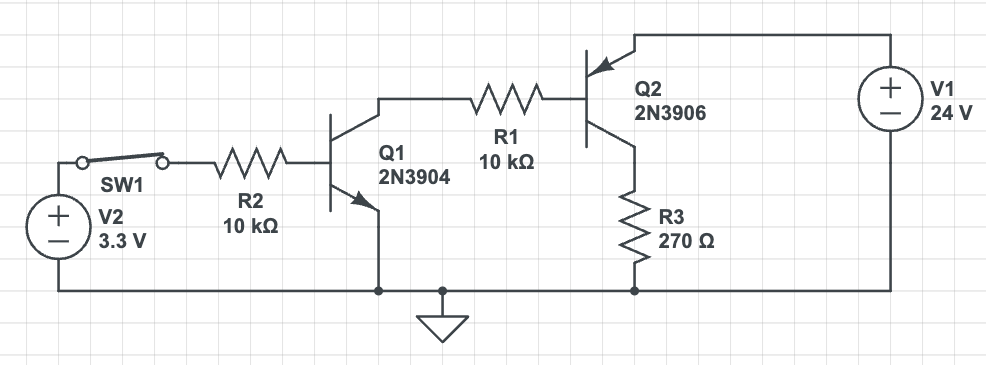 Q2
2N3906
V1
24 V
R1
10 kΩ
Q1
2N3904
SW1
R2
10 kΩ
V2
3.3 V
R3
270 Ω